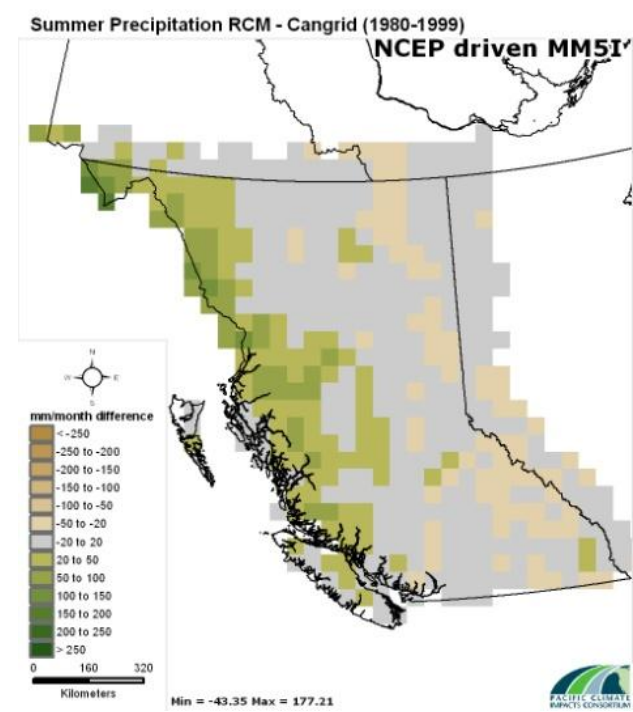 Summer Precipitation RCM - Cangrid (1980-1999)
NCEP driven MM5I
N
W E
S
mm/month difference
< -250
-250 to -200
-200 to -150
-150 to -100
-100 to -50
-50 to -20
-20 to 20
20 to 50
50 to 100
100 to 150
150 to 200
200 to 250
> 250
0 160 320
Kilometers
Min = -43.35 Max = 177.21
PACIFIC CLIMATE
IMPACTS CONSORTIUM